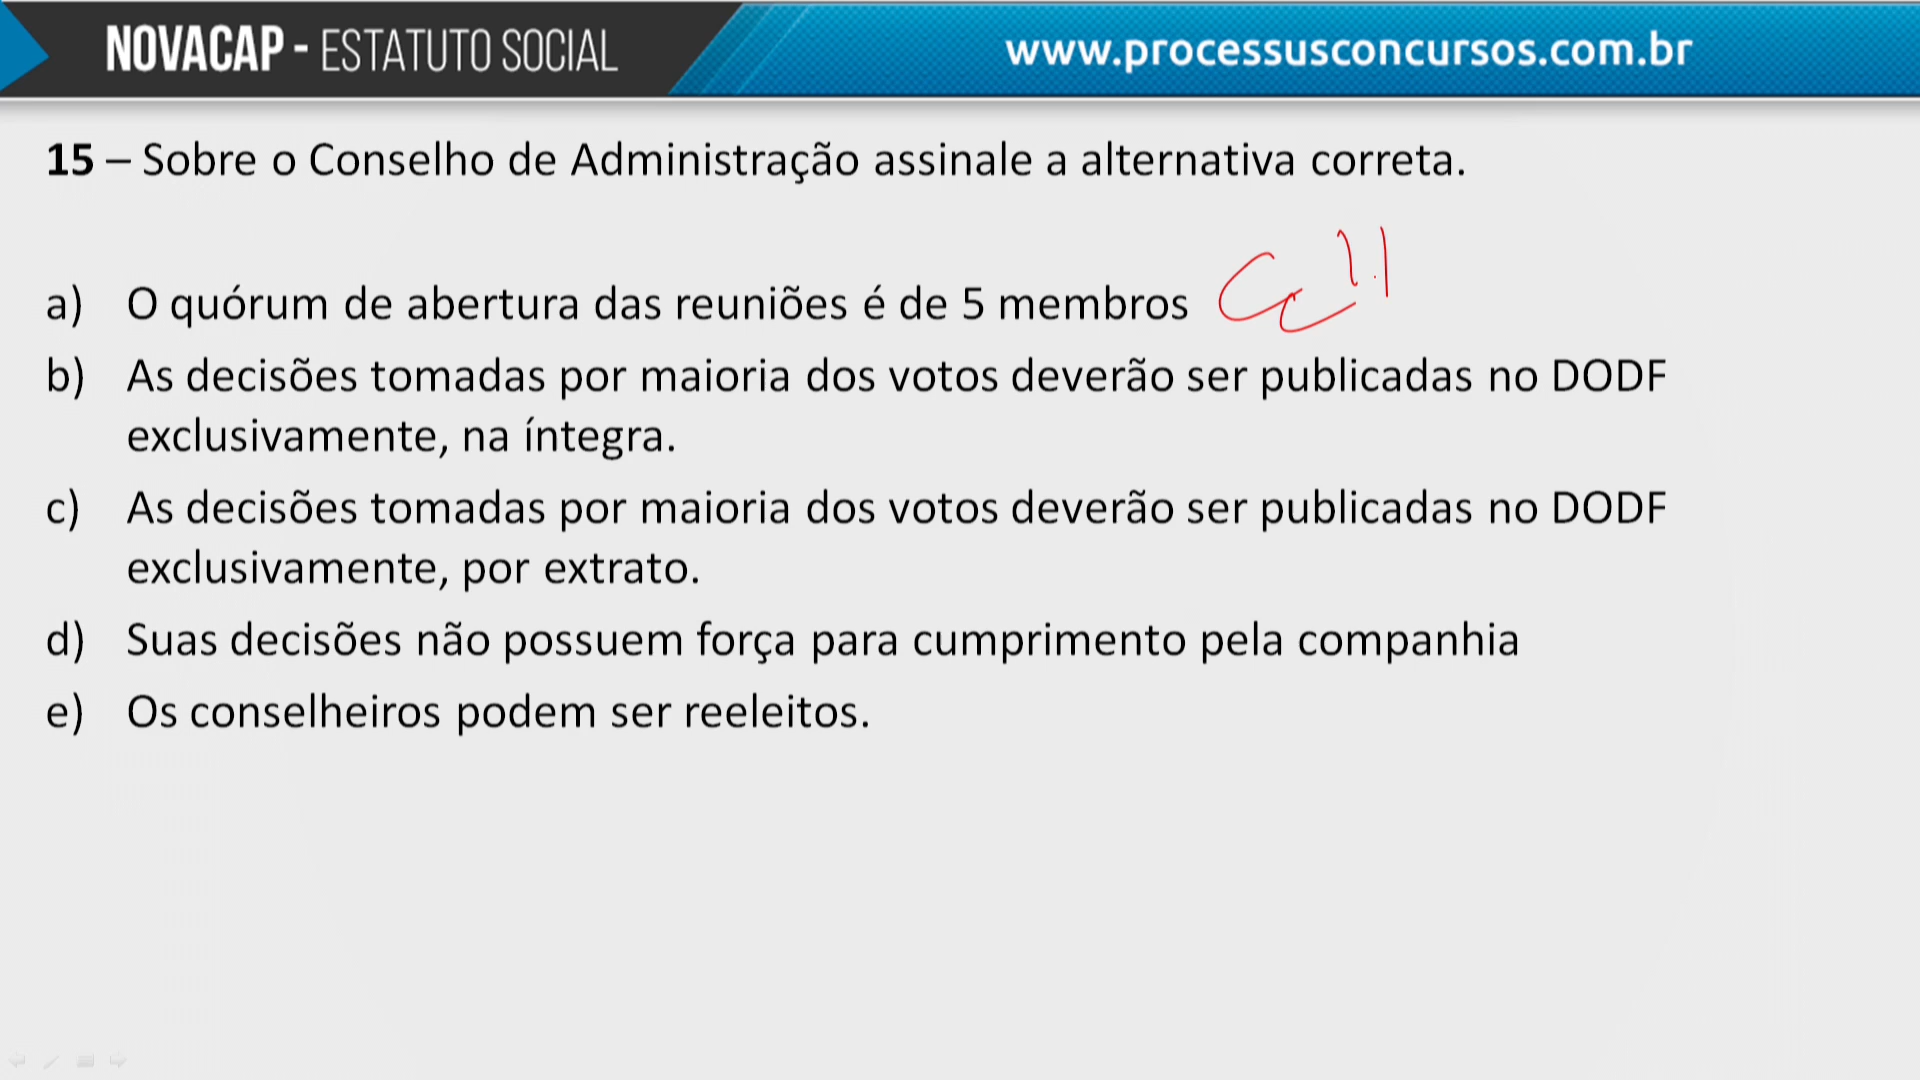 NOVACAP - ESTATUTO SOCIAL www.processusconcursos.com.br
15 – Sobre o Conselho de Administração assinale a alternativa correta.
a) O quórum de abertura das reuniões é de 5 membros
b) As decisões tomadas por maioria dos votos deverão ser publicadas no DODF
exclusivamente, na íntegra.
c) As decisões tomadas por maioria dos votos deverão ser publicadas no DODF
exclusivamente, por extrato.
d) Suas decisões não possuem força para cumprimento pela companhia
e) Os conselheiros podem ser reeleitos.